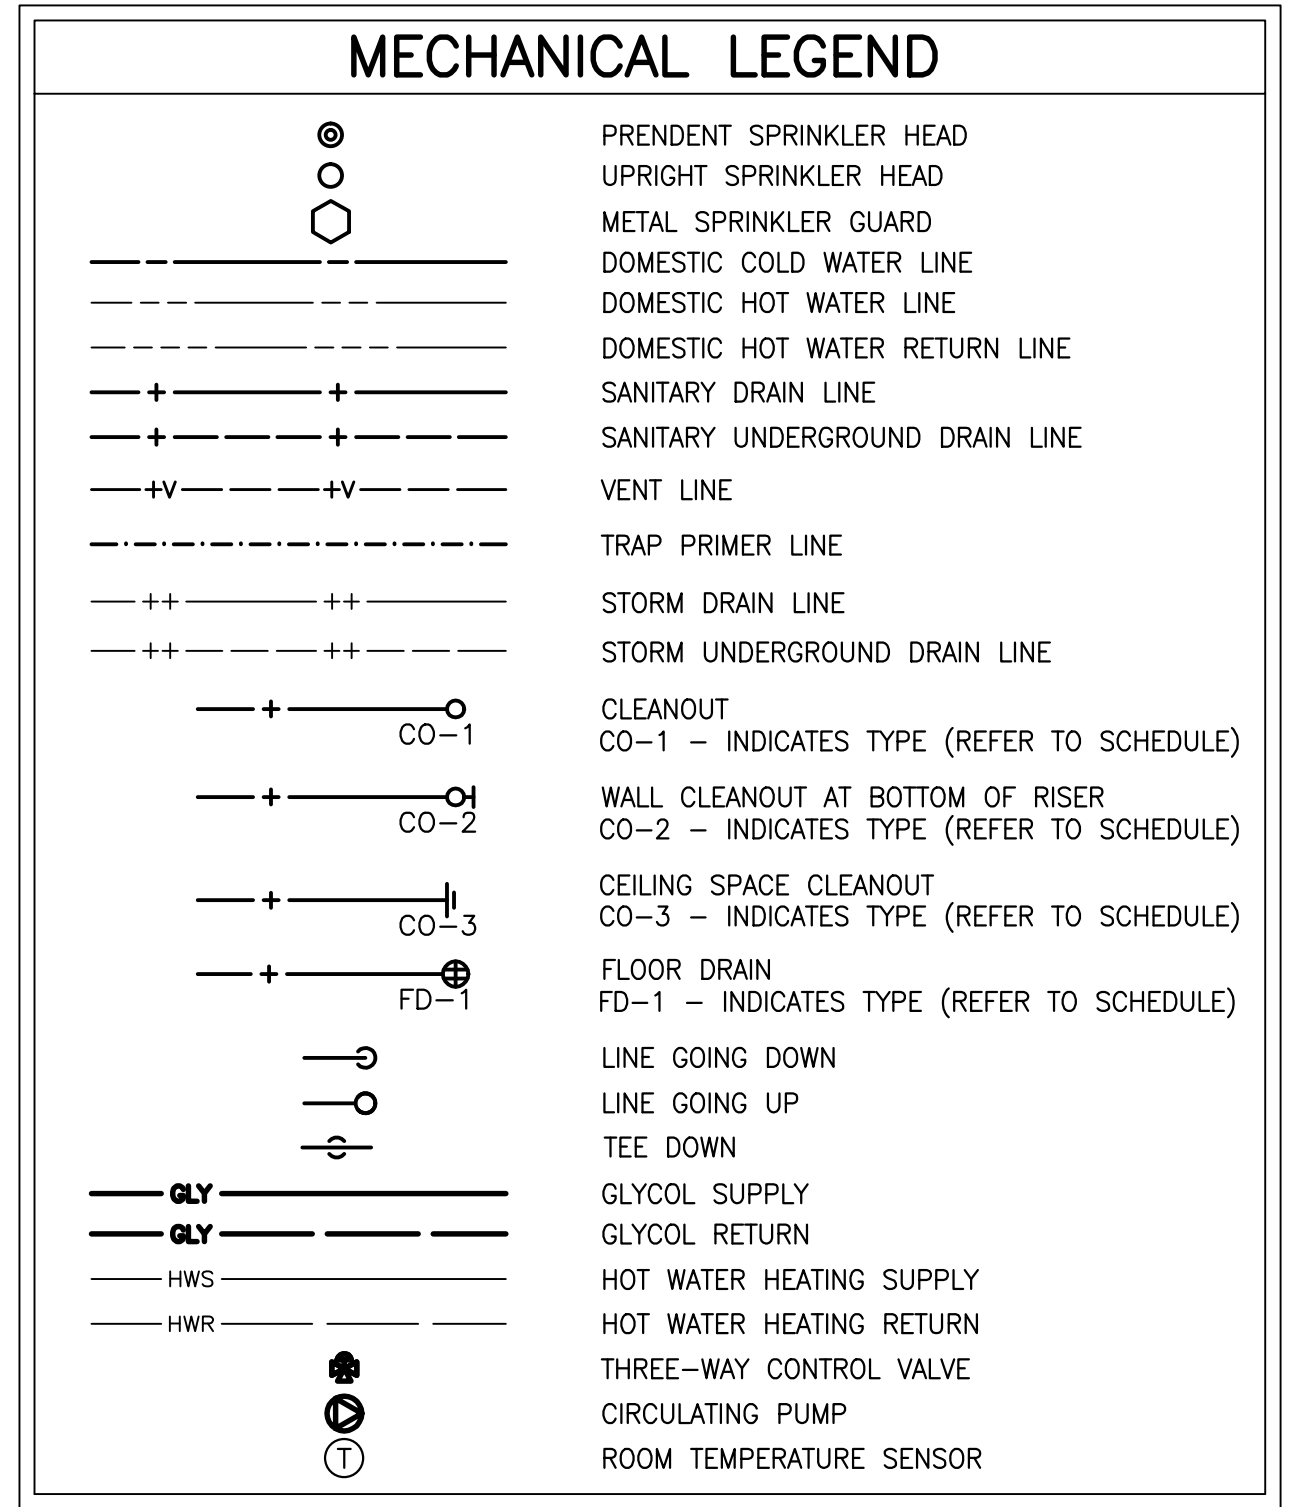 MECHANICAL LEGEND
PRENDENT SPRINKLER HEAD
UPRIGHT SPRINKLER HEAD
METAL SPRINKLER GUARD
DOMESTIC COLD WATER LINE
DOMESTIC HOT WATER LINE
DOMESTIC HOT WATER RETURN LINE
+ + SANITARY DRAIN LINE
+ + SANITARY UNDERGROUND DRAIN LINE
+V +V VENT LINE
TRAP PRIMER LINE
++ ++ STORM DRAIN LINE
++ ++ STORM UNDERGROUND DRAIN LINE
+ CLEANOUT
CO-1 CO-1 - INDICATES TYPE (REFER TO SCHEDULE)
+ WALL CLEANOUT AT BOTTOM OF RISER
CO-2 CO-2 - INDICATES TYPE (REFER TO SCHEDULE)
+ CEILING SPACE CLEANOUT
CO-3 CO-3 - INDICATES TYPE (REFER TO SCHEDULE)
+ FLOOR DRAIN
FD-1 FD-1 - INDICATES TYPE (REFER TO SCHEDULE)
LINE GOING DOWN
LINE GOING UP
TEE DOWN
GLY GLYCOL SUPPLY
GLY GLYCOL RETURN
HWS HOT WATER HEATING SUPPLY
HWR HOT WATER HEATING RETURN
THREE-WAY CONTROL VALVE
CIRCULATING PUMP
T ROOM TEMPERATURE SENSOR